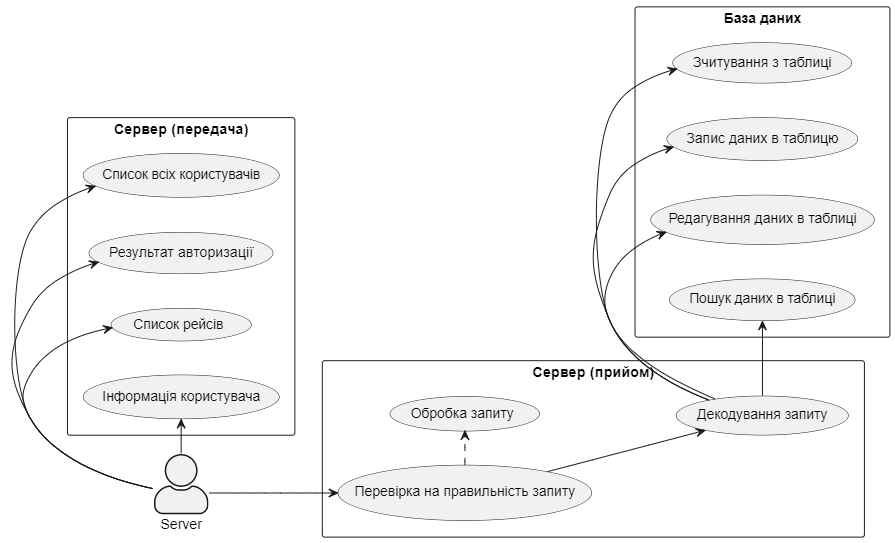 База даних
Зчитування з таблиці
Запис даних в таблицю
Редагування даних в таблиці
Пошук даних в таблиці
Сервер (передача)
Список всіх користувачів
Результат авторизації
Список рейсів
Інформація користувача
Сервер (прийом)
Обробка запиту
Декодування запиту
Перевірка на правильність запиту
Server